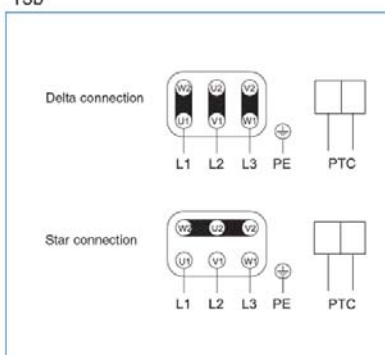 W2 U2 V2
Delta connection
U1 V1 W1
L1 L2 L3 PE PTC
W2 U2 V2
Star connection
U1 V1 W1
L1 L2 L3 PE PTC